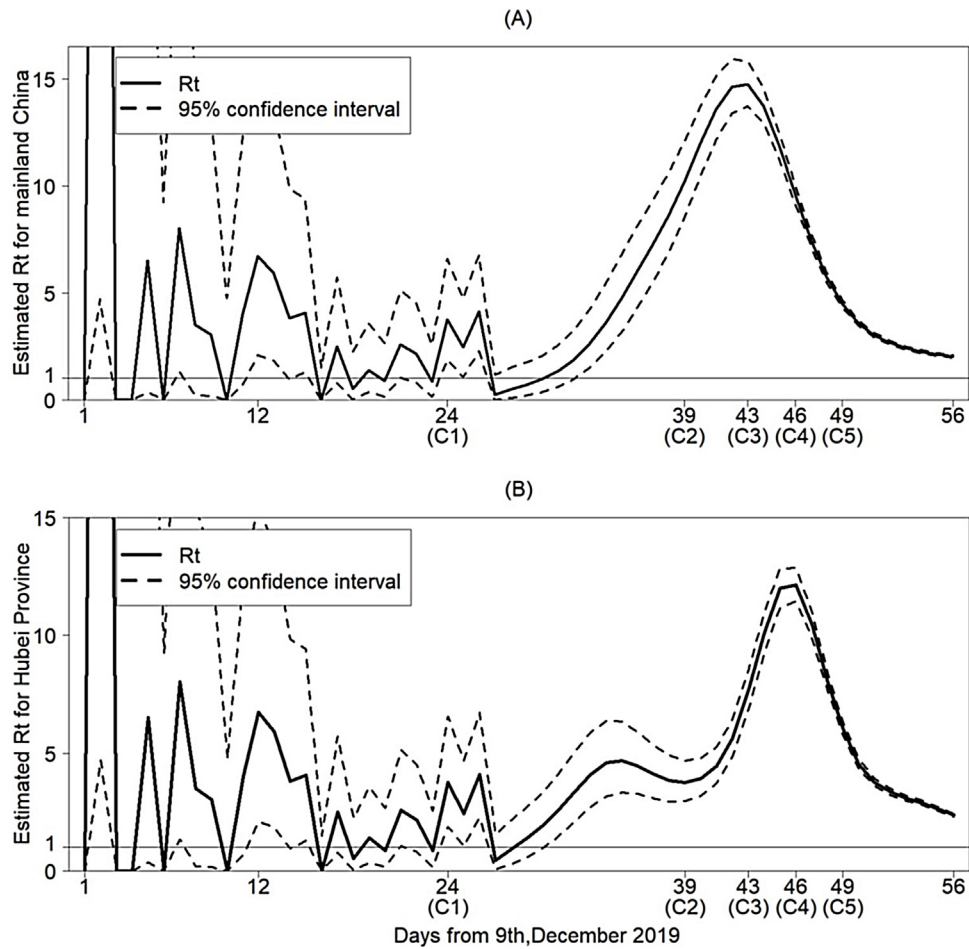 (A)
Estimated Rt for mainland China
15
10
5
1
0
Rt
95% confidence interval
1 12 24 39 43 46 49 56
(C1) (C2) (C3) (C4) (C5)
(B)
Estimated Rt for Hubei Province
15
10
5
1
0
Rt
95% confidence interval
1 12 24 39 43 46 49 56
(C1) (C2) (C3) (C4) (C5)
Days from 9th,December 2019